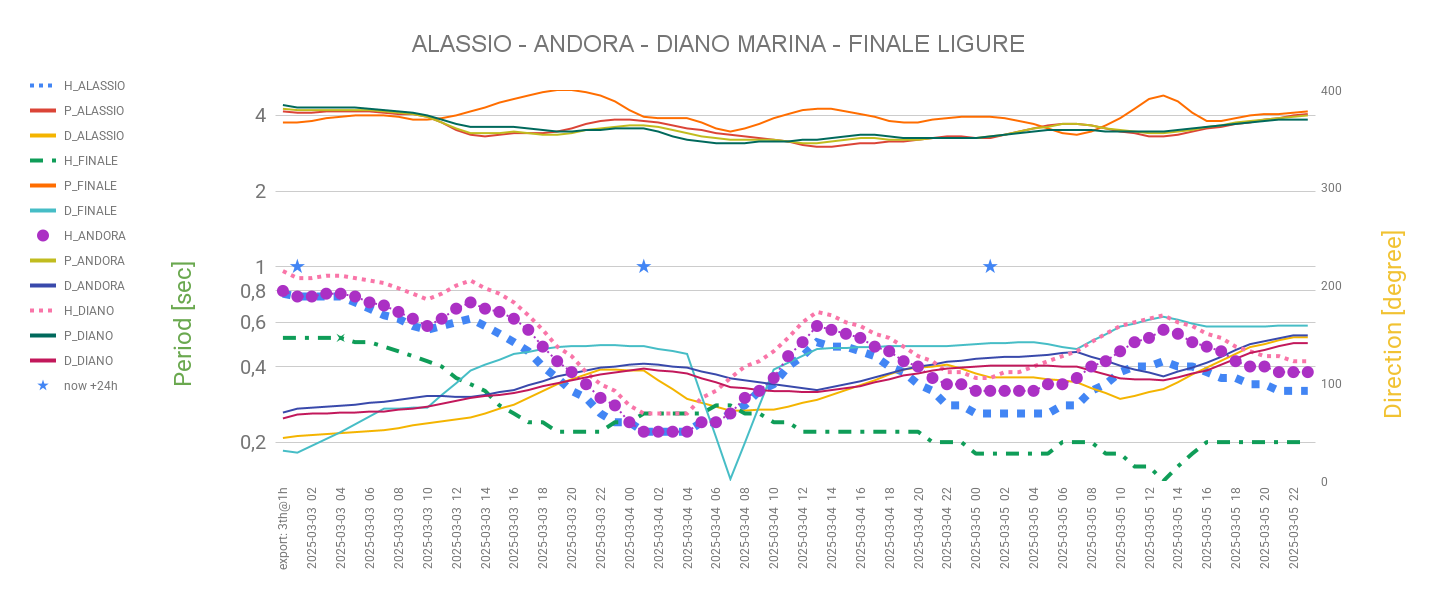 ALASSIO - ANDORA - DIANO MARINA - FINALE LIGURE
H_ALASSIO
P_ALASSIO
D_ALASSIO
H_FINALE
P_FINALE
D_FINALE
H_ANDORA
P_ANDORA
D_ANDORA
H_DIANO
P_DIANO
D_DIANO
now +24h
Period [sec]
4
2
1
0,8
0,6
0,4
0,2
400
300
200
100
0
Direction [degree]
export: 3th@1h
2025-03-03 02
2025-03-03 04
2025-03-03 06
2025-03-03 08
2025-03-03 10
2025-03-03 12
2025-03-03 14
2025-03-03 16
2025-03-03 18
2025-03-03 20
2025-03-03 22
2025-03-04 00
2025-03-04 02
2025-03-04 04
2025-03-04 06
2025-03-04 08
2025-03-04 10
2025-03-04 12
2025-03-04 14
2025-03-04 16
2025-03-04 18
2025-03-04 20
2025-03-04 22
2025-03-05 00
2025-03-05 02
2025-03-05 04
2025-03-05 06
2025-03-05 08
2025-03-05 10
2025-03-05 12
2025-03-05 14
2025-03-05 16
2025-03-05 18
2025-03-05 20
2025-03-05 22